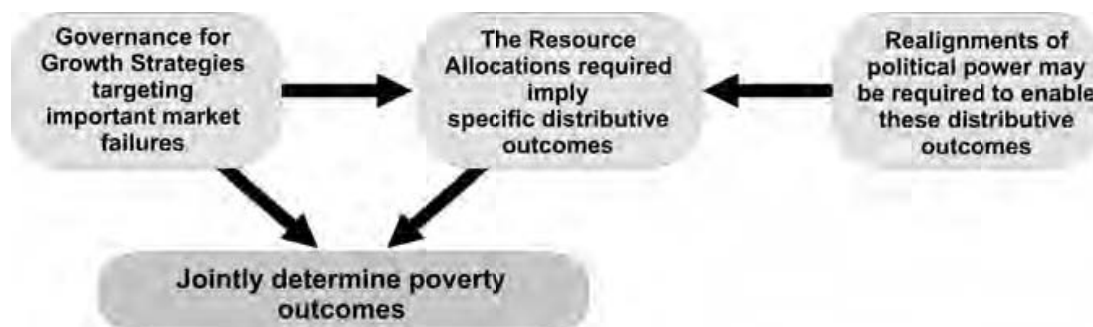 Governance for
Growth Strategies
targeting
important market
failures
The Resource
Allocations required
imply
specific distributive
outcomes
Realignments of
political power may
be required to enable
these distributive
outcomes
Jointly determine poverty
outcomes